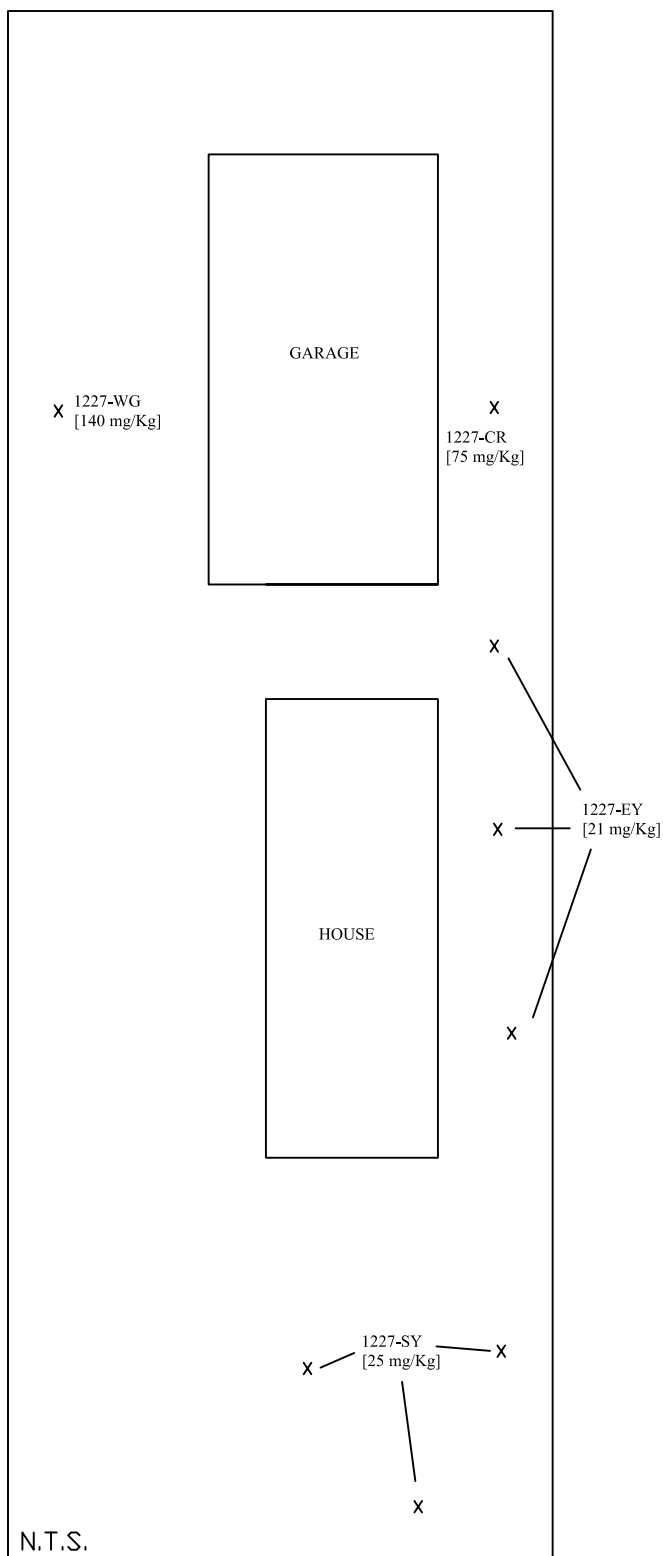 GARAGE
1227-WG
[140 mg/Kg]
x
x
1227-CR
[75 mg/Kg]
x
1227-EY
[21 mg/Kg]
x
HOUSE
x
1227-SY
[25 mg/Kg]
x
x
x
N.T.S.